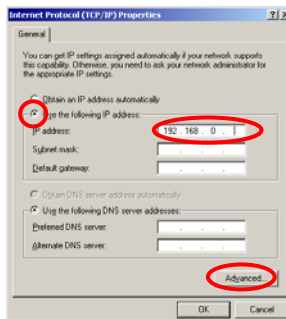 Internet Protocol (TCP/IP) Properties
General
You can get IP settings assigned automatically if your network supports
this capability. Otherwise, you need to ask your network administrator for
the appropriate IP settings.
Obtain an IP address automatically
Use the following IP address:
IP address:
192 . 168 . 0 .
Subnet mask:
Default gateway:
Obtain DNS server address automatically
Use the following DNS server addresses:
Preferred DNS server:
Alternate DNS server:
Advanced...
OK
Cancel